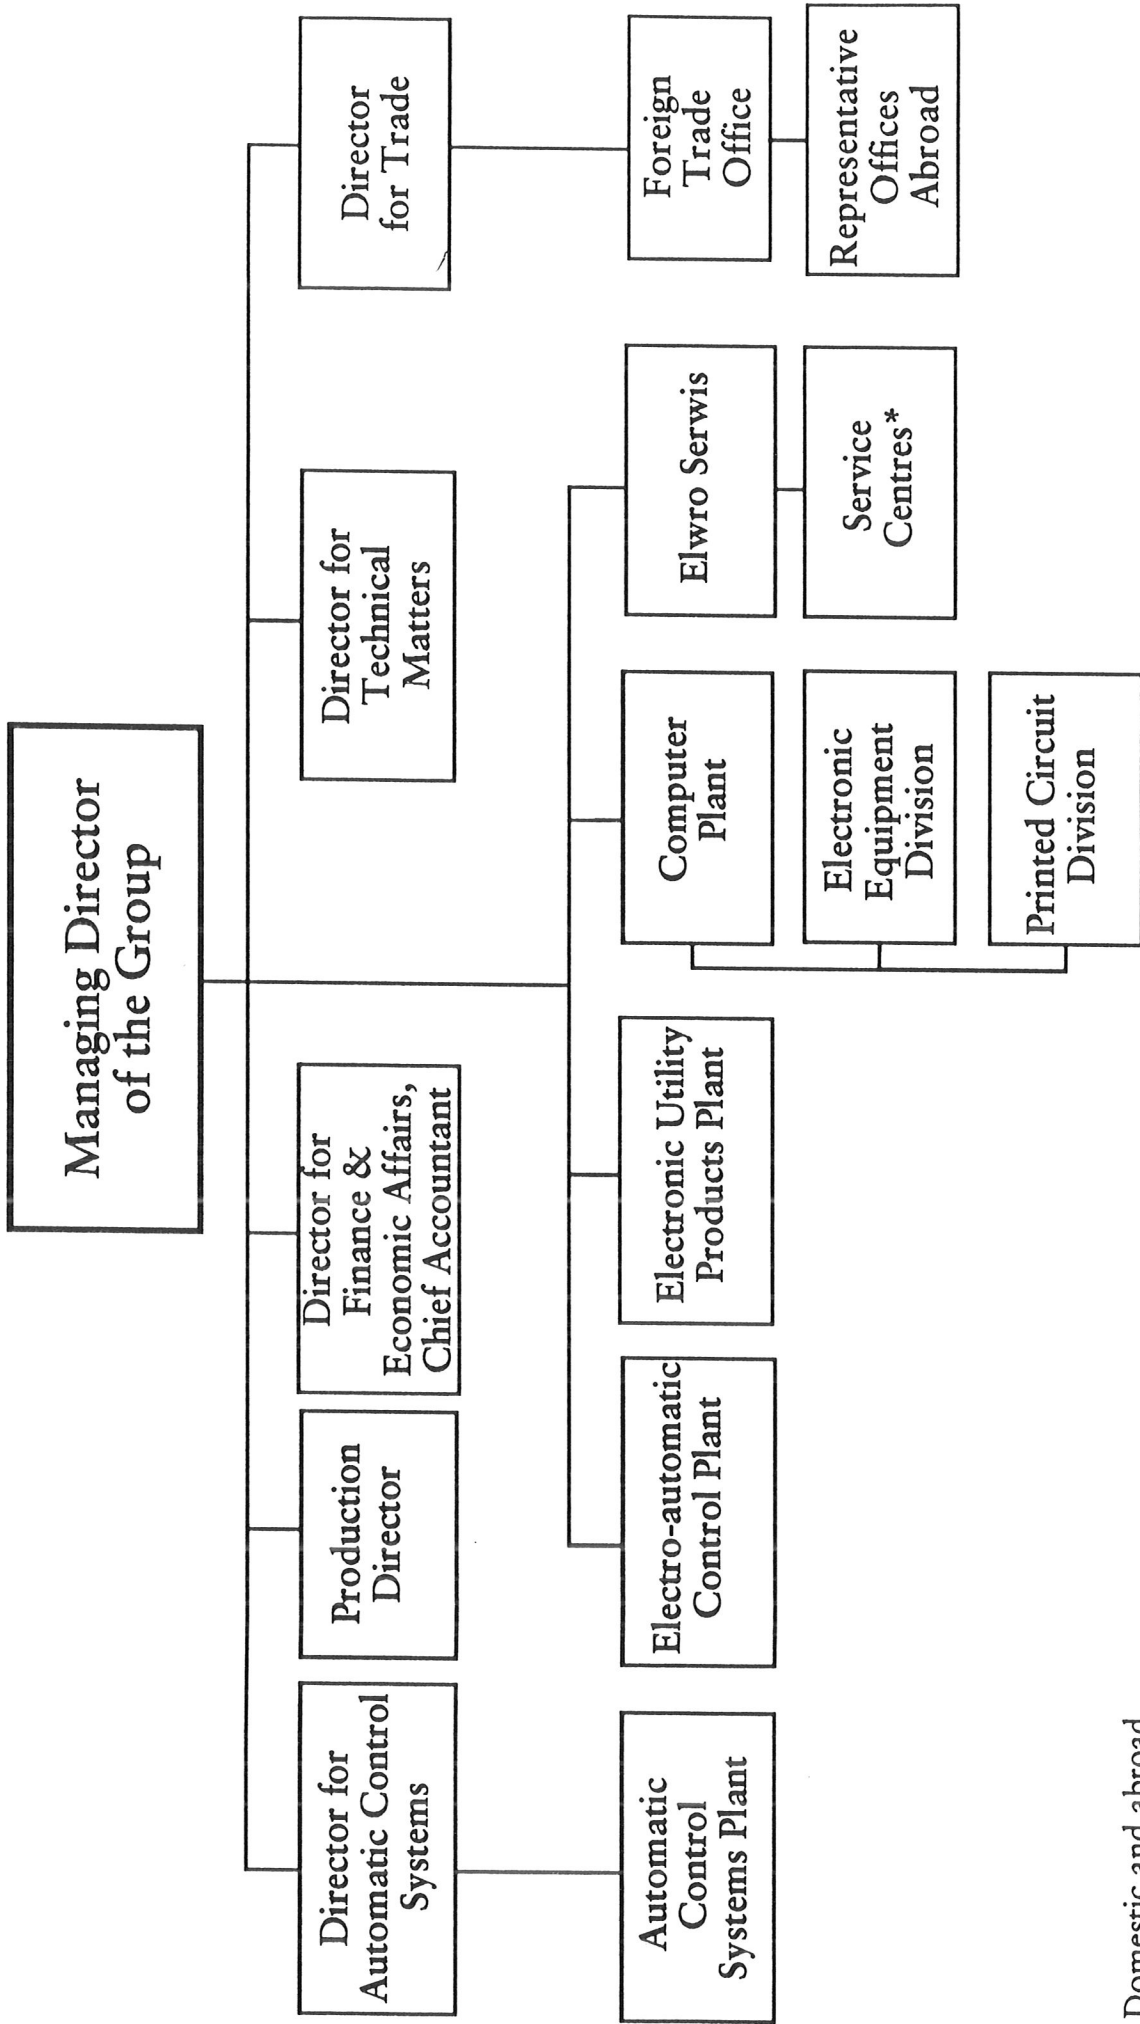 Managing Director
of the Group
Director for
Automatic Control
Systems
Production
Director
Director for
Finance &
Economic Affairs,
Chief Accountant
Director for
Technical
Matters
Director
for Trade
Automatic
Control
Systems Plant
Electro-automatic
Control Plant
Electronic Utility
Products Plant
Computer
Plant
Electronic
Equipment
Division
Printed Circuit
Division
Elwro Serwis
Service
Centres*
Foreign
Trade
Office
Representative
Offices
Abroad
Domestic and abroad